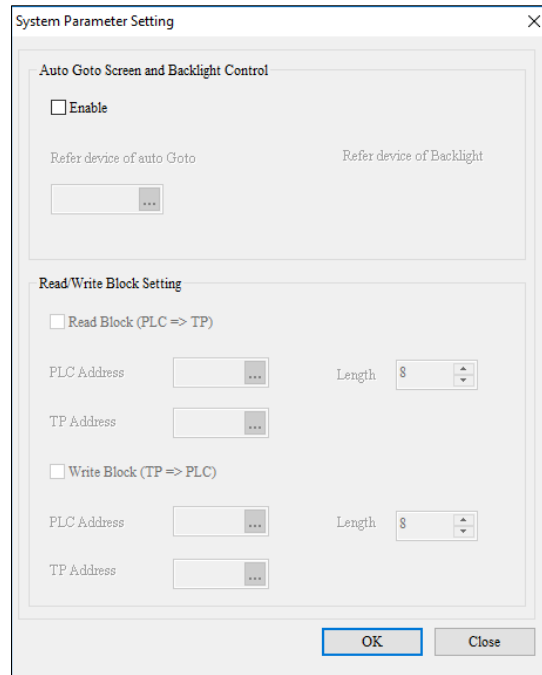 System Parameter Setting
Auto Goto Screen and Backlight Control
Enable
Refer device of auto Goto Refer device of Backlight
...
Read/Write Block Setting
Read Block (PLC => TP)
PLC Address ... Length 8
TP Address ...
Write Block (TP => PLC)
PLC Address ... Length 8
TP Address ...
OK Close